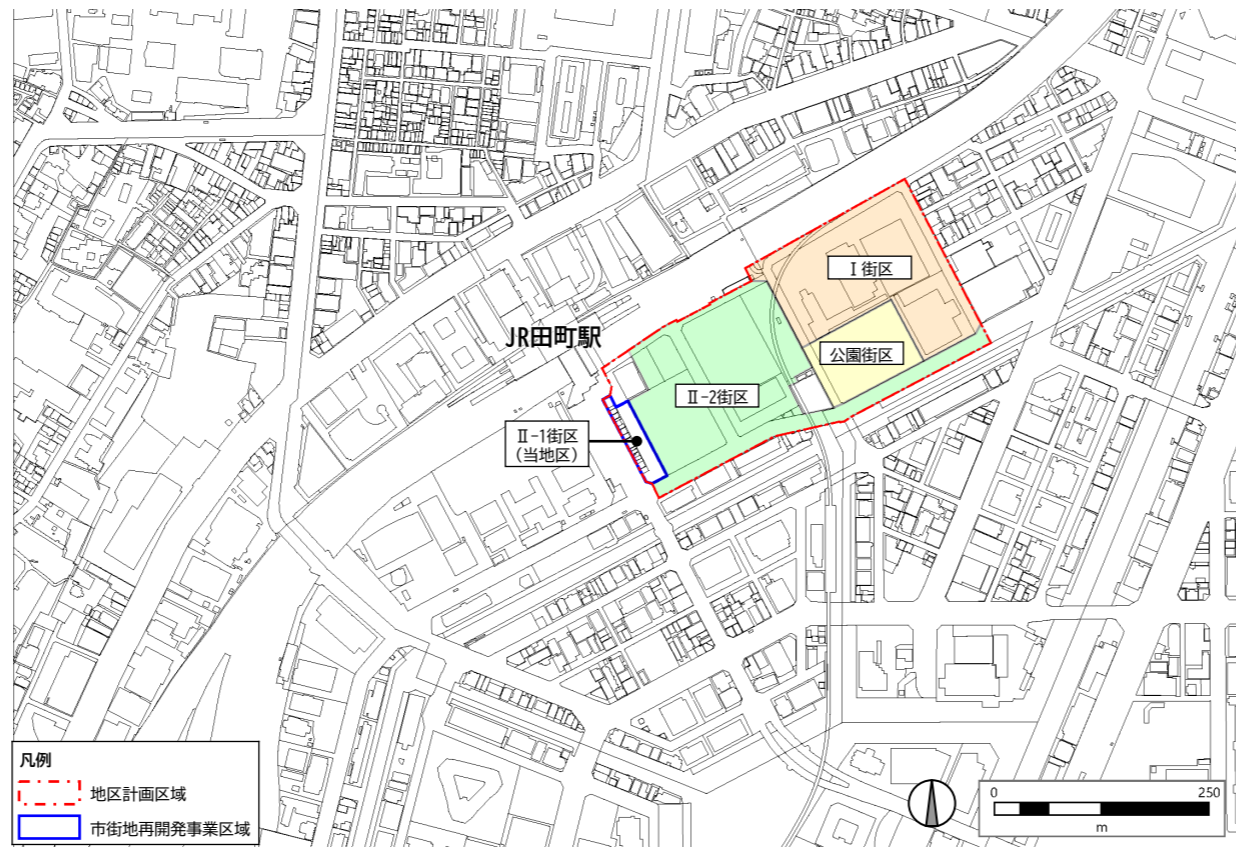 Ⅰ街区
JR田町駅
公園街区
Ⅱ-2街区
Ⅱ-1街区
（当地区）
凡例
地区計画区域
市街地再開発事業区域
0 250
m